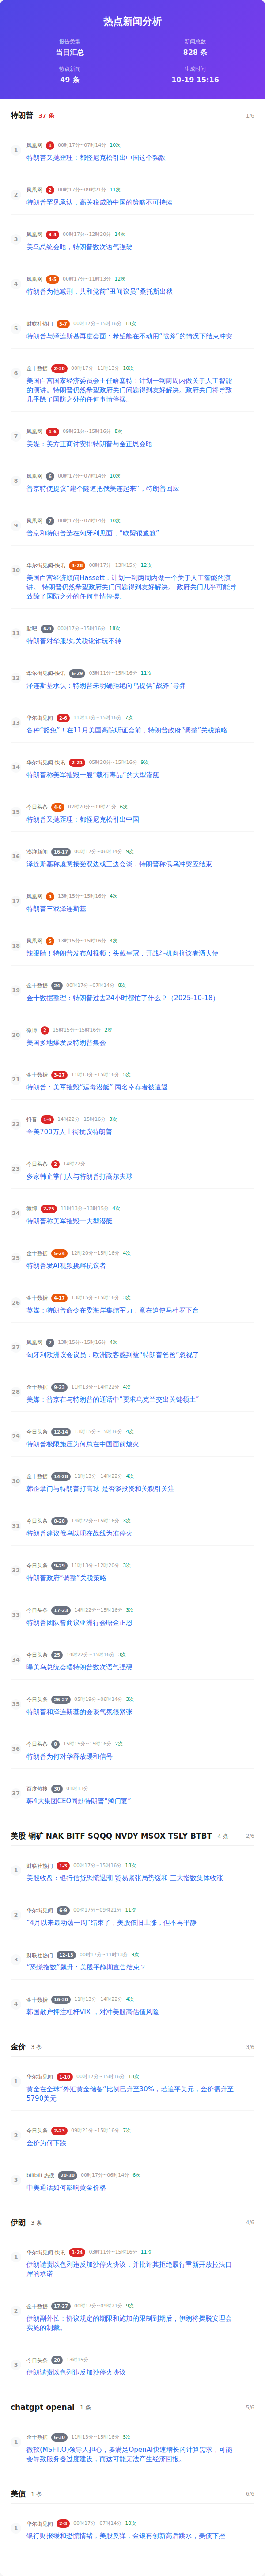 热点新闻分析
报告类型
当日汇总
新闻总数
828 条
热点新闻
49 条
生成时间
10-19 15:16
特朗普 37 条 1/6
1 凤凰网 1 00时17分~07时14分 10次
特朗普又抛歪理：都怪尼克松引出中国这个强敌
2 凤凰网 2 00时17分~09时21分 11次
特朗普罕见承认，高关税威胁中国的策略不可持续
3 凤凰网 3-4 00时17分~12时20分 14次
美乌总统会晤，特朗普数次语气强硬
4 凤凰网 4-5 00时17分~11时13分 12次
特朗普为他减刑，共和党前“丑闻议员”桑托斯出狱
5 财联社热门 5-7 00时17分~15时16分 18次
特朗普与泽连斯基再度会面：希望能在不动用“战斧”的情况下结束冲突
6 金十数据 2-30 00时17分~11时13分 10次
美国白宫国家经济委员会主任哈塞特：计划一到两周内做关于人工智能
的演讲。特朗普仍然希望政府关门问题得到友好解决。政府关门将导致
几乎除了国防之外的任何事情停摆。
7 凤凰网 1-6 09时21分~15时16分 8次
美媒：美方正商讨安排特朗普与金正恩会晤
8 凤凰网 6 00时17分~07时14分 10次
普京特使提议“建个隧道把俄美连起来”，特朗普回应
9 凤凰网 7 00时17分~07时14分 10次
普京和特朗普选在匈牙利见面，“欧盟很尴尬”
10 华尔街见闻-快讯 4-28 00时17分~13时15分 12次
美国白宫经济顾问Hassett：计划一到两周内做一个关于人工智能的演
讲。 特朗普仍然希望政府关门问题得到友好解决。 政府关门几乎可能导
致除了国防之外的任何事情停摆。
11 贴吧 6-9 00时17分~15时16分 18次
特朗普对华服软,关税讹诈玩不转
12 华尔街见闻-快讯 6-29 03时11分~15时16分 11次
泽连斯基承认：特朗普未明确拒绝向乌提供“战斧”导弹
13 华尔街见闻 2-6 11时13分~15时16分 7次
各种“豁免”！在11月美国高院听证会前，特朗普政府“调整”关税策略
14 华尔街见闻-快讯 2-21 05时20分~15时16分 9次
特朗普称美军摧毁一艘“载有毒品”的大型潜艇
15 今日头条 4-8 02时20分~09时21分 6次
特朗普又抛歪理：都怪尼克松引出中国
16 澎湃新闻 16-17 00时17分~06时14分 9次
泽连斯基称愿意接受双边或三边会谈，特朗普称俄乌冲突应结束
17 凤凰网 4 13时15分~15时16分 4次
特朗普三戏泽连斯基
18 凤凰网 5 13时15分~15时16分 4次
辣眼睛！特朗普发布AI视频：头戴皇冠，开战斗机向抗议者洒大便
19 金十数据 24 00时17分~07时14分 8次
金十数据整理：特朗普过去24小时都忙了什么？（2025-10-18）
20 微博 2 15时15分~15时16分 2次
美国多地爆发反特朗普集会
21 金十数据 3-27 11时13分~15时16分 5次
特朗普：美军摧毁“运毒潜艇” 两名幸存者被遣返
22 抖音 1-6 14时22分~15时16分 3次
全美700万人上街抗议特朗普
23 今日头条 2 14时22分
多家韩企掌门人与特朗普打高尔夫球
24 微博 2-25 11时13分~13时15分 4次
特朗普称美军摧毁一大型潜艇
25 金十数据 5-24 12时20分~15时16分 4次
特朗普发AI视频挑衅抗议者
26 金十数据 4-17 13时15分~15时16分 3次
英媒：特朗普命令在委海岸集结军力，意在迫使马杜罗下台
27 凤凰网 7 13时15分~15时16分 4次
匈牙利欧洲议会议员：欧洲政客感到被“特朗普爸爸”忽视了
28 金十数据 9-23 11时13分~14时22分 4次
美媒：普京在与特朗普的通话中“要求乌克兰交出关键领土”
29 今日头条 12-14 13时15分~15时16分 4次
特朗普极限施压为何总在中国面前熄火
30 金十数据 14-28 11时13分~14时22分 4次
韩企掌门与特朗普打高球 是否谈投资和关税引关注
31 今日头条 8-28 14时22分~15时16分 3次
特朗普建议俄乌以现在战线为准停火
32 今日头条 9-29 11时13分~12时20分 3次
特朗普政府“调整”关税策略
33 今日头条 17-23 14时22分~15时16分 3次
特朗普团队曾商议亚洲行会晤金正恩
34 今日头条 25 14时22分~15时16分 3次
曝美乌总统会晤特朗普数次语气强硬
35 今日头条 26-27 05时19分~06时14分 3次
特朗普和泽连斯的会谈气氛很紧张
36 今日头条 8 15时15分~15时16分 2次
特朗普为何对华释放缓和信号
37 百度热搜 30 01时13分
韩4大集团CEO同赴特朗普“鸿门宴”
美股 铜矿 NAK BITF SQQQ NVDY MSOX TSLY BTBT 4 条 2/6
1 财联社热门 1-3 00时17分~15时16分 18次
美股收盘：银行信贷恐慌退潮 贸易紧张局势缓和 三大指数集体收涨
2 华尔街见闻 6-9 00时17分~09时21分 11次
“4月以来最动荡一周”结束了，美股依旧上涨，但不再平静
3 财联社热门 12-13 00时17分~11时13分 9次
“恐慌指数”飙升：美股平静期宣告结束？
4 金十数据 16-30 11时13分~14时22分 4次
韩国散户押注杠杆VIX ，对冲美股高估值风险
金价 3 条 3/6
1 华尔街见闻 1-10 00时17分~15时16分 18次
黄金在全球“外汇黄金储备”比例已升至30%，若追平美元，金价需升至
5790美元
2 今日头条 2-23 09时21分~15时16分 7次
金价为何下跌
3 bilibili 热搜 20-30 00时17分~06时14分 6次
中美通话如何影响黄金价格
伊朗 3 条 4/6
1 华尔街见闻-快讯 1-24 03时11分~15时16分 11次
伊朗谴责以色列违反加沙停火协议，并批评其拒绝履行重新开放拉法口
岸的承诺
2 金十数据 17-27 00时17分~09时21分 9次
伊朗副外长：协议规定的期限和施加的限制到期后，伊朗将摆脱安理会
实施的制裁。
3 今日头条 20 13时15分
伊朗谴责以色列违反加沙停火协议
chatgpt openai 1 条 5/6
1 金十数据 6-30 11时13分~15时16分 5次
微软(MSFT.O)领导人担心，要满足OpenAI快速增长的计算需求，可能
会导致服务器过度建设，而这可能无法产生经济回报。
美债 1 条 6/6
1 华尔街见闻 2-3 00时17分~07时14分 10次
银行财报缓和恐慌情绪，美股反弹，金银再创新高后跳水，美债下挫